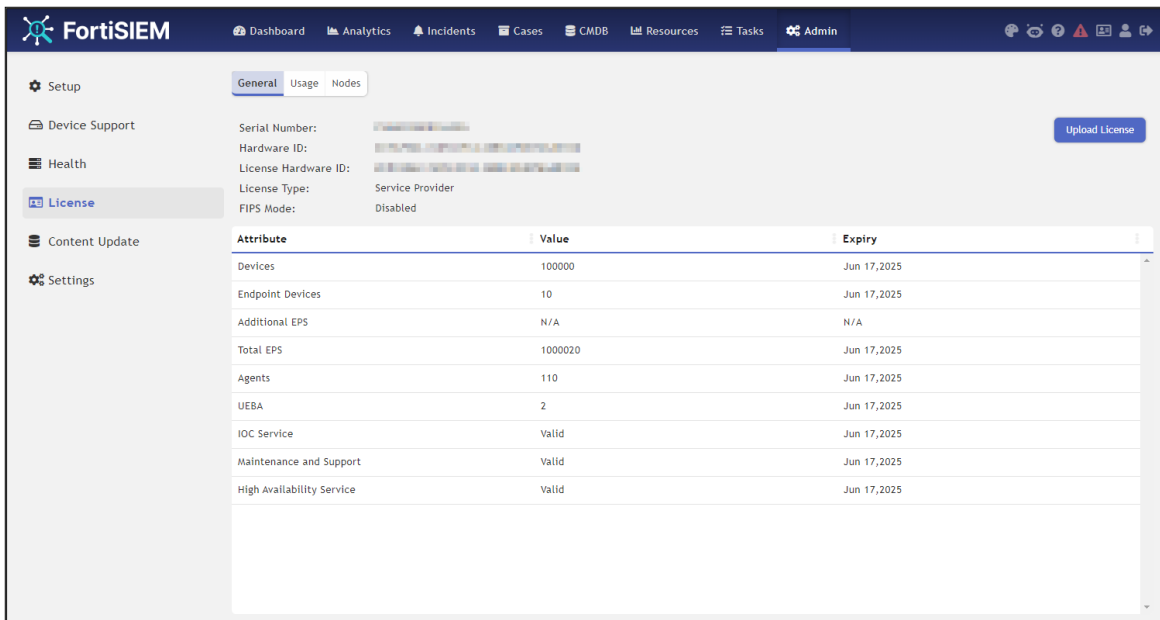 FortiSIEM
Dashboard Analytics Incidents Cases CMDB Resources Tasks Admin
Setup
Device Support
Health
License
Content Update
Settings
General Usage Nodes
Upload License
Serial Number:
Hardware ID:
License Hardware ID:
License Type: Service Provider
FIPS Mode: Disabled
Attribute Value Expiry
Devices 100000 Jun 17,2025
Endpoint Devices 10 Jun 17,2025
Additional EPS N/A N/A
Total EPS 1000020 Jun 17,2025
Agents 110 Jun 17,2025
UEBA 2 Jun 17,2025
IOC Service Valid Jun 17,2025
Maintenance and Support Valid Jun 17,2025
High Availability Service Valid Jun 17,2025